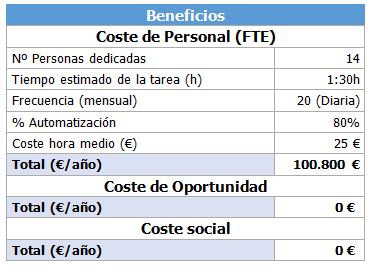 Beneficios
Coste de Personal (FTE)
Nº Personas dedicadas 14
Tiempo estimado de la tarea (h) 1:30h
Frecuencia (mensual) 20 (Diaria)
% Automatización 80%
Coste hora medio (€) 25 €
Total (€/año) 100.800 €
Coste de Oportunidad
Total (€/año) 0 €
Coste social
Total (€/año) 0 €